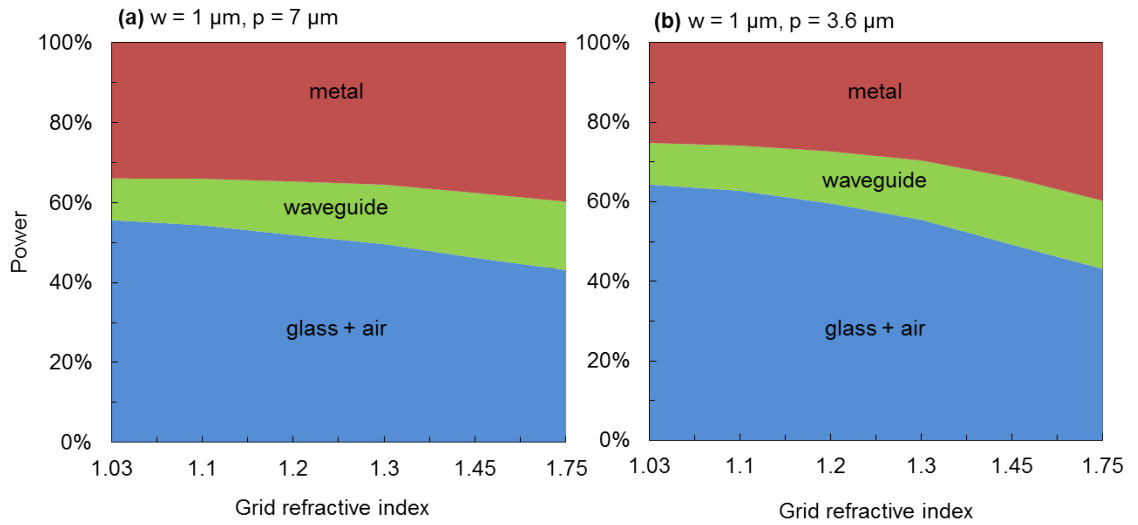 (a) w = 1 µm, p = 7 µm
(b) w = 1 µm, p = 3.6 µm
Power
100%
80%
60%
40%
20%
0%
metal
waveguide
glass + air
1.03 1.1 1.2 1.3 1.45 1.75
Grid refractive index
100%
80%
60%
40%
20%
0%
metal
waveguide
glass + air
1.03 1.1 1.2 1.3 1.45 1.75
Grid refractive index